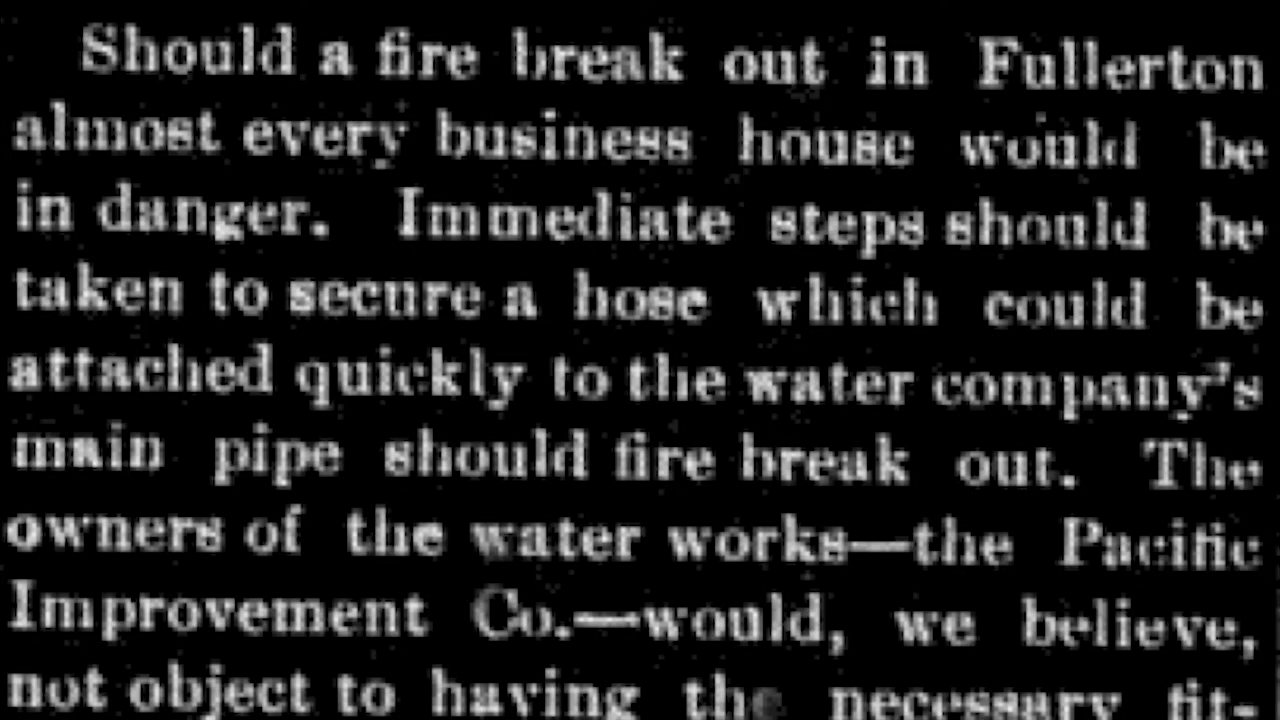 Should a fire break out in Fullerton
almost every business house would be
in danger. Immediate steps should be
taken to secure a hose which could be
attached quickly to the water company's
main pipe should fire break out. The
owners of the water works—the Pacific
Improvement Co.—would, we believe,
not object to having the necessary fit-